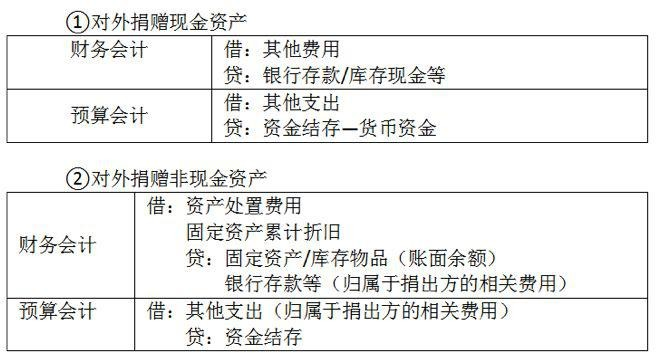 ①对外捐赠现金资产
财务会计
借：其他费用
贷：银行存款/库存现金等
预算会计
借：其他支出
贷：资金结存—货币资金
②对外捐赠非现金资产
财务会计
借：资产处置费用
固定资产累计折旧
贷：固定资产/库存物品（账面余额）
银行存款等（归属于捐出方的相关费用）
预算会计
借：其他支出（归属于捐出方的相关费用）
贷：资金结存